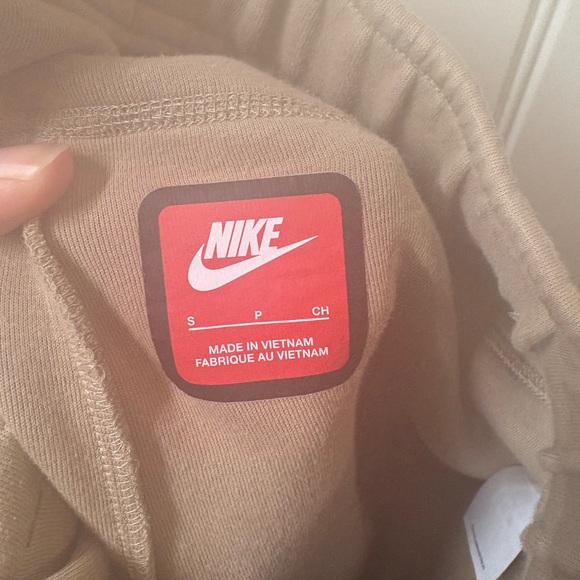 NIKE
S P CH
MADE IN VIETNAM
FABRIQUE AU VIETNAM